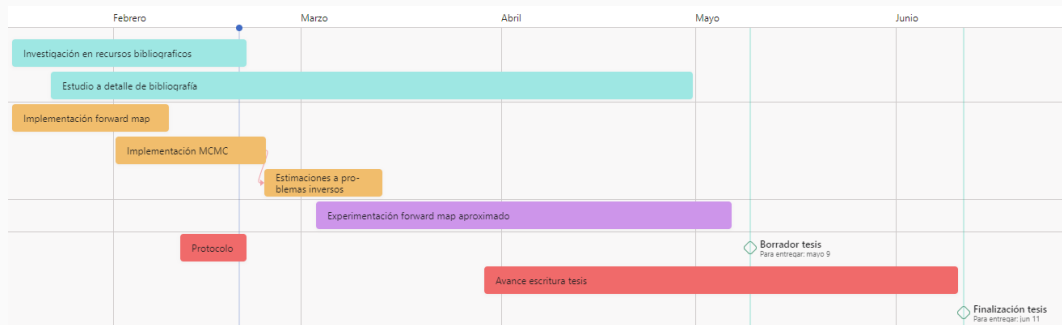 Febrero
Marzo
Abril
Mayo
Junio
Investigación en recursos bibliograficos
Estudio a detalle de bibliografía
Implementación forward map
Implementación MCMC
Estimaciones a pro-
blemas inversos
Experimentación forward map aproximado
Protocolo
Borrador tesis
Para entregar: mayo 9
Avance escritura tesis
Finalización tesis
Para entregar: jun 11